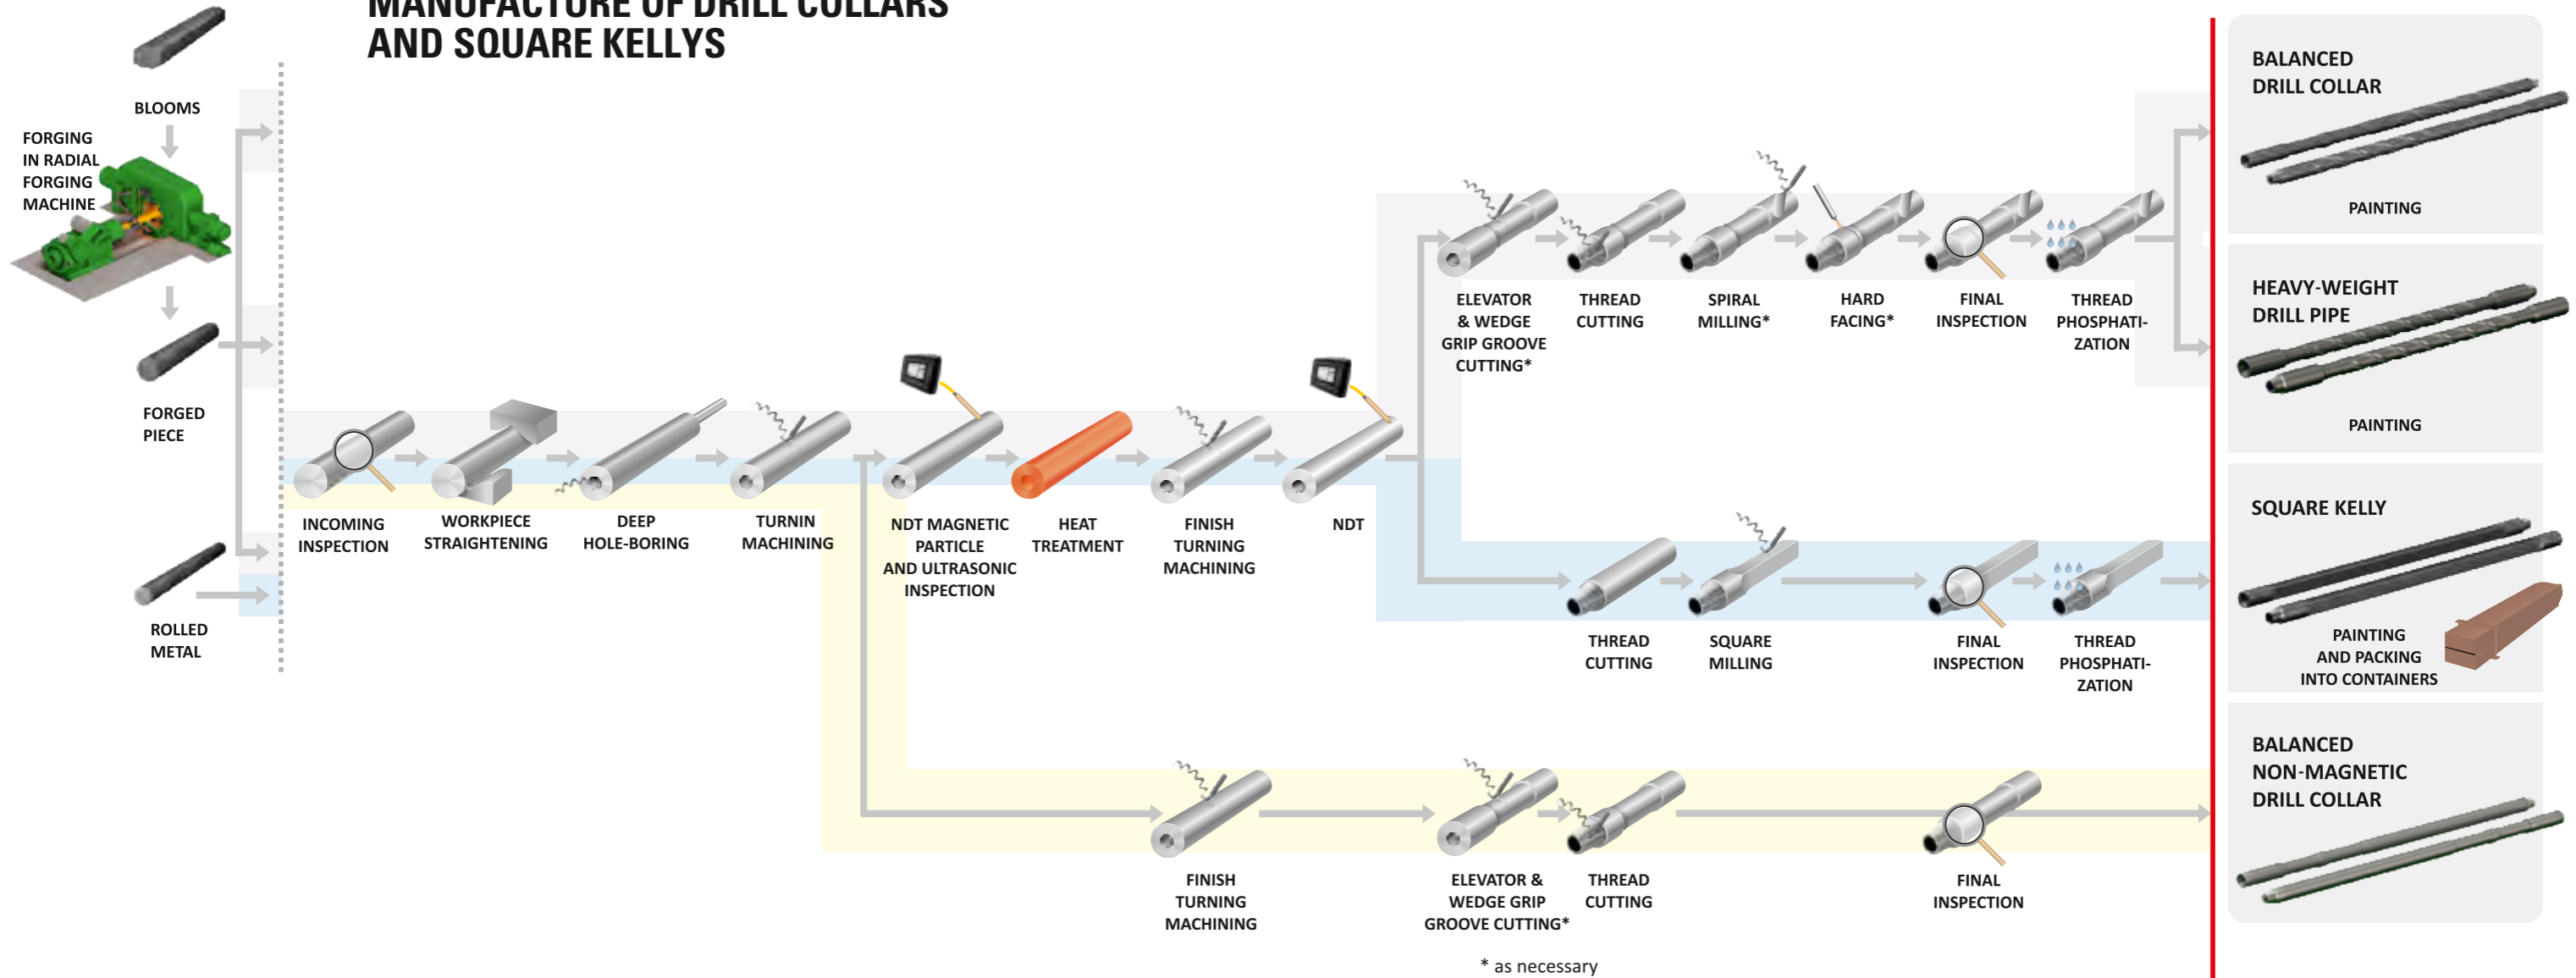 MANUFACTURE OF DRILL COLLARS
AND SQUARE KELLYS
BLOOMS
FORGING
IN RADIAL
FORGING
MACHINE
FORGED
PIECE
ROLLED
METAL
INCOMING
INSPECTION
WORKPIECE
STRAIGHTENING
DEEP
HOLE-BORING
TURNIN
MACHINING
NDT MAGNETIC
PARTICLE
AND ULTRASONIC
INSPECTION
HEAT
TREATMENT
FINISH
TURNING
MACHINING
NDT
ELEVATOR
& WEDGE
GRIP GROOVE
CUTTING*
THREAD
CUTTING
SPIRAL
MILLING*
HARD
FACING*
FINAL
INSPECTION
THREAD
PHOSPHATI-
ZATION
THREAD
CUTTING
SQUARE
MILLING
FINAL
INSPECTION
THREAD
PHOSPHATI-
ZATION
FINISH
TURNING
MACHINING
ELEVATOR &
WEDGE GRIP
GROOVE CUTTING*
THREAD
CUTTING
FINAL
INSPECTION
* as necessary
BALANCED
DRILL COLLAR
PAINTING
HEAVY-WEIGHT
DRILL PIPE
PAINTING
SQUARE KELLY
PAINTING
AND PACKING
INTO CONTAINERS
BALANCED
NON-MAGNETIC
DRILL COLLAR